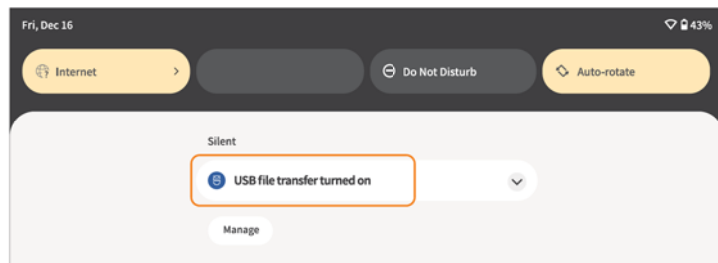 Fri, Dec 16 43%
Internet Do Not Disturb Auto-rotate
Silent
USB file transfer turned on
Manage